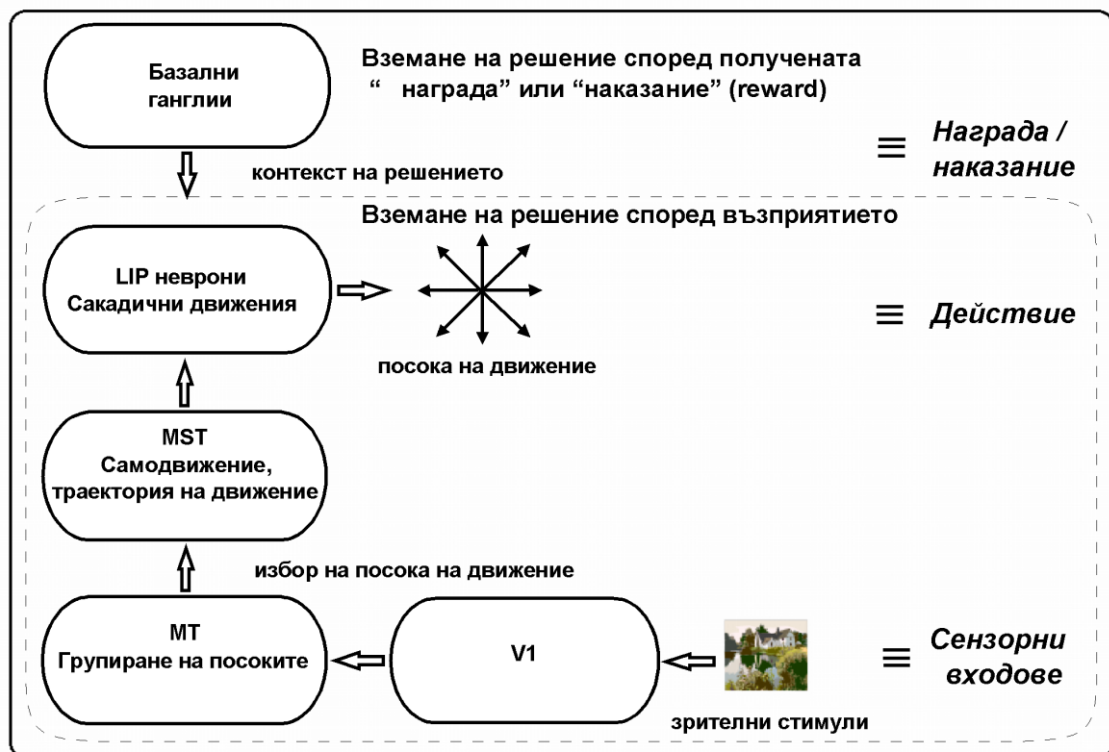 Базални
ганглии
Вземане на решение според получената
“ награда” или “наказание” (reward)
≡ Награда /
наказание
контекст на решението
Вземане на решение според възприятието
LIP неврони
Сакадични движения
≡ Действие
посока на движение
MST
Самодвижение,
траектория на движение
избор на посока на движение
MT
Групиране на посоките
V1
≡ Сензорни
входове
зрителни стимули